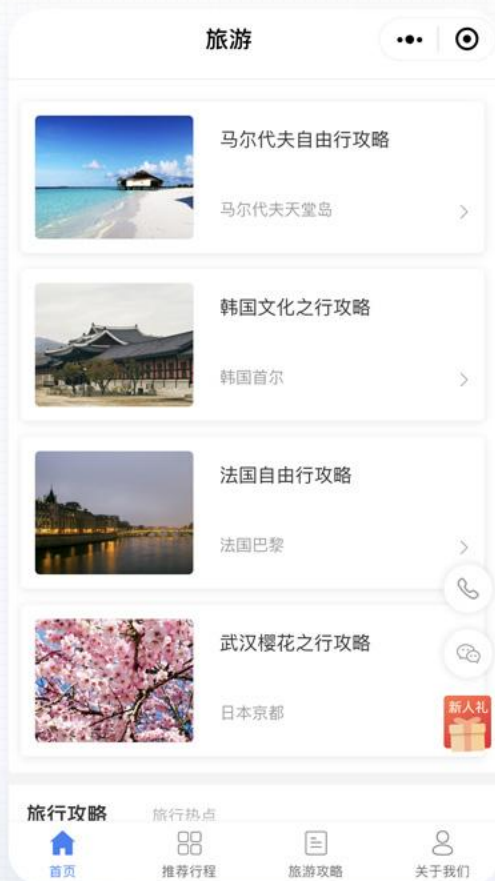 旅游
马尔代夫自由行攻略
马尔代夫天堂岛
韩国文化之行攻略
韩国首尔
法国自由行攻略
法国巴黎
武汉樱花之行攻略
日本京都
新人礼
旅行攻略 旅行热点
首页 推荐行程 旅游攻略 关于我们